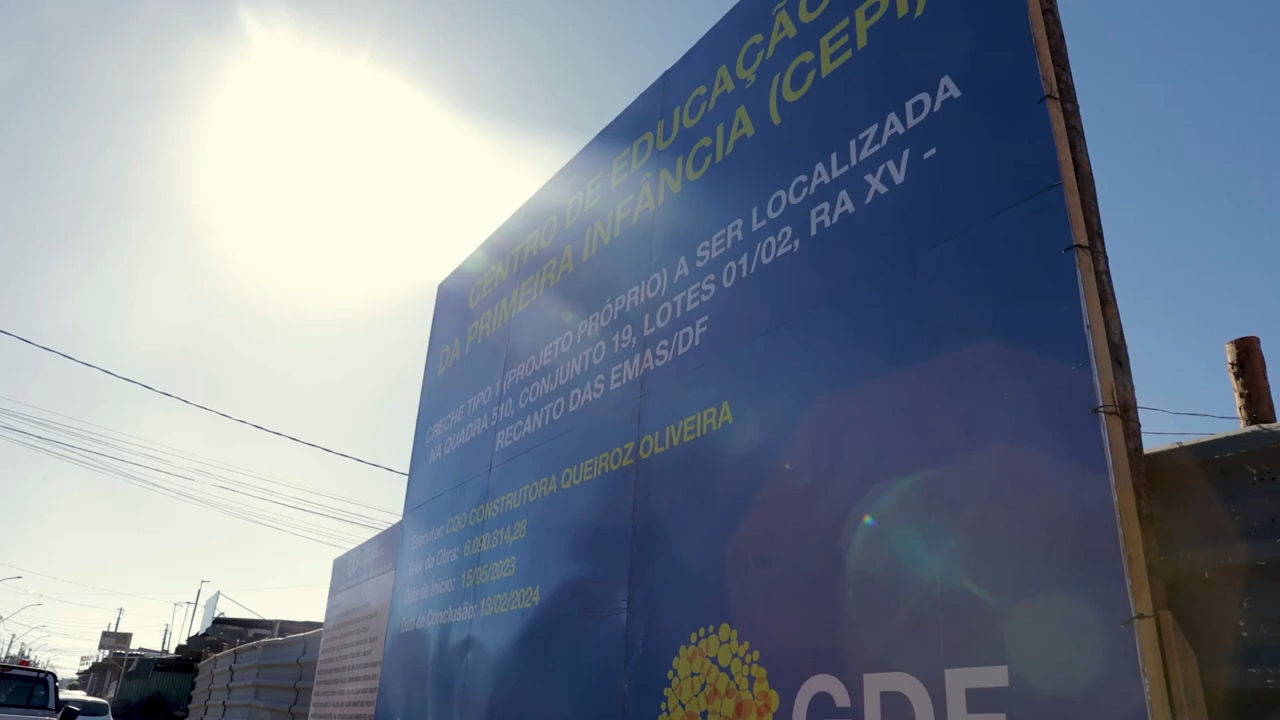 CENTRO DE EDUCAÇÃO
DA PRIMEIRA INFÂNCIA (CEPI)
CRECHE TIPO 1 (PROJETO PRÓPRIO) A SER LOCALIZADA
NA QUADRA 510, CONJUNTO 19, LOTES 01/02, RA XV -
RECANTO DAS EMAS/DF
Executor: CQO CONSTRUTORA QUEIROZ OLIVEIRA
Valor da Obra: 6.090.814,28
Data de Início: 15/05/2023
Data de Conclusão: 13/02/2024
GDF